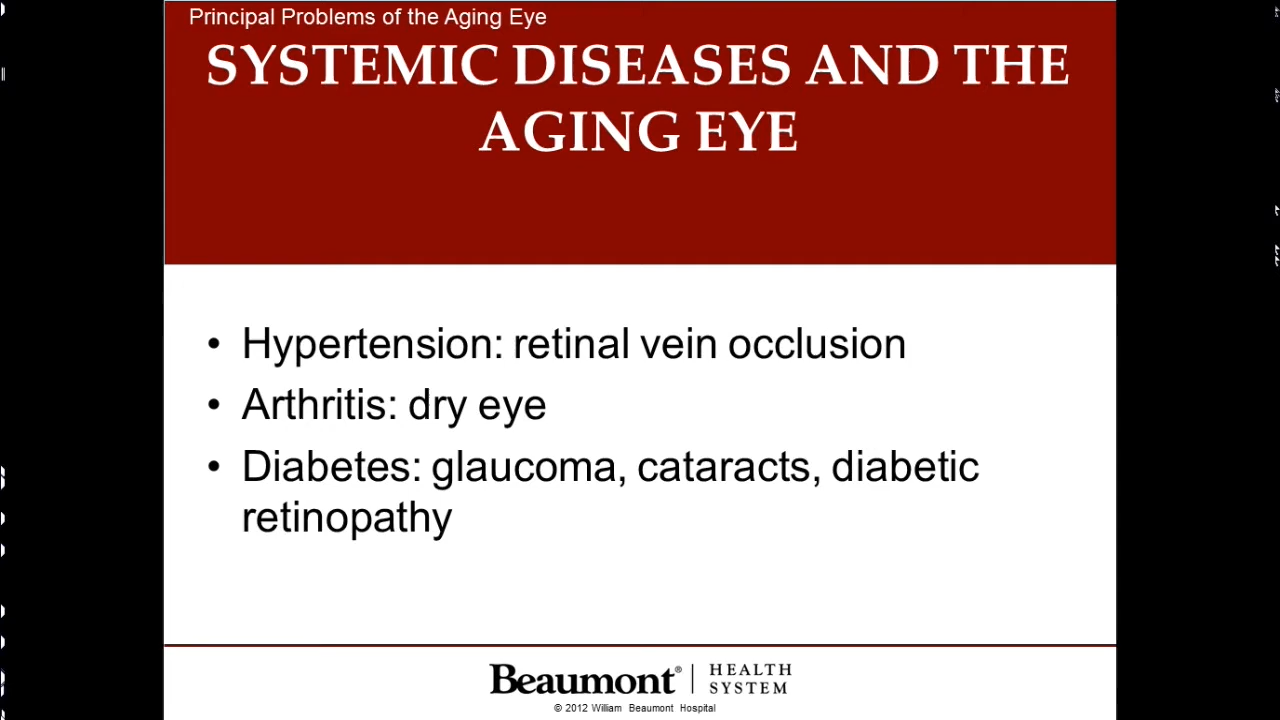 Principal Problems of the Aging Eye
SYSTEMIC DISEASES AND THE
AGING EYE
• Hypertension: retinal vein occlusion
• Arthritis: dry eye
• Diabetes: glaucoma, cataracts, diabetic
retinopathy
Beaumont® | HEALTH
SYSTEM
© 2012 William Beaumont Hospital